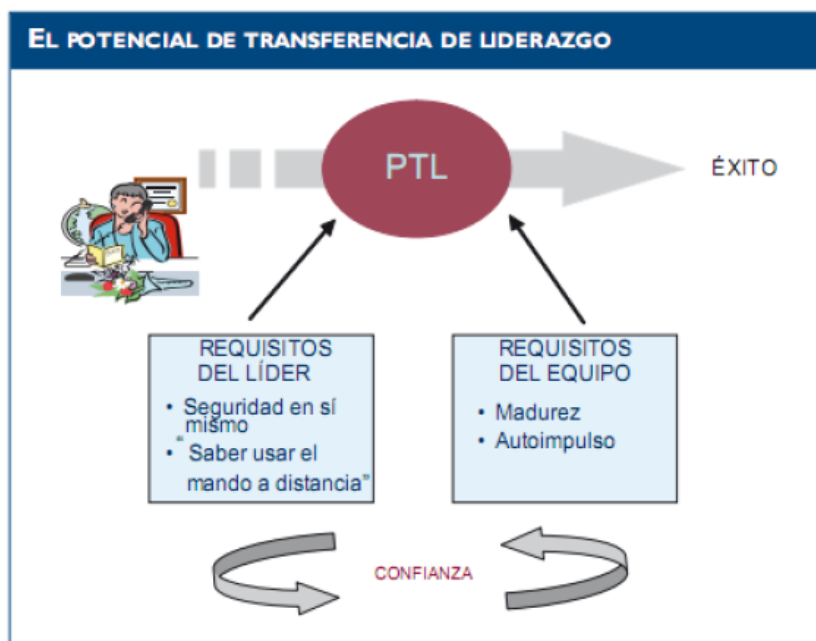 EL POTENCIAL DE TRANSFERENCIA DE LIDERAZGO
PTL
ÉXITO
REQUISITOS
DEL LÍDER
• Seguridad en sí
mismo
• "Saber usar el
mando a distancia"
REQUISITOS
DEL EQUIPO
• Madurez
• Autoimpulso
CONFIANZA